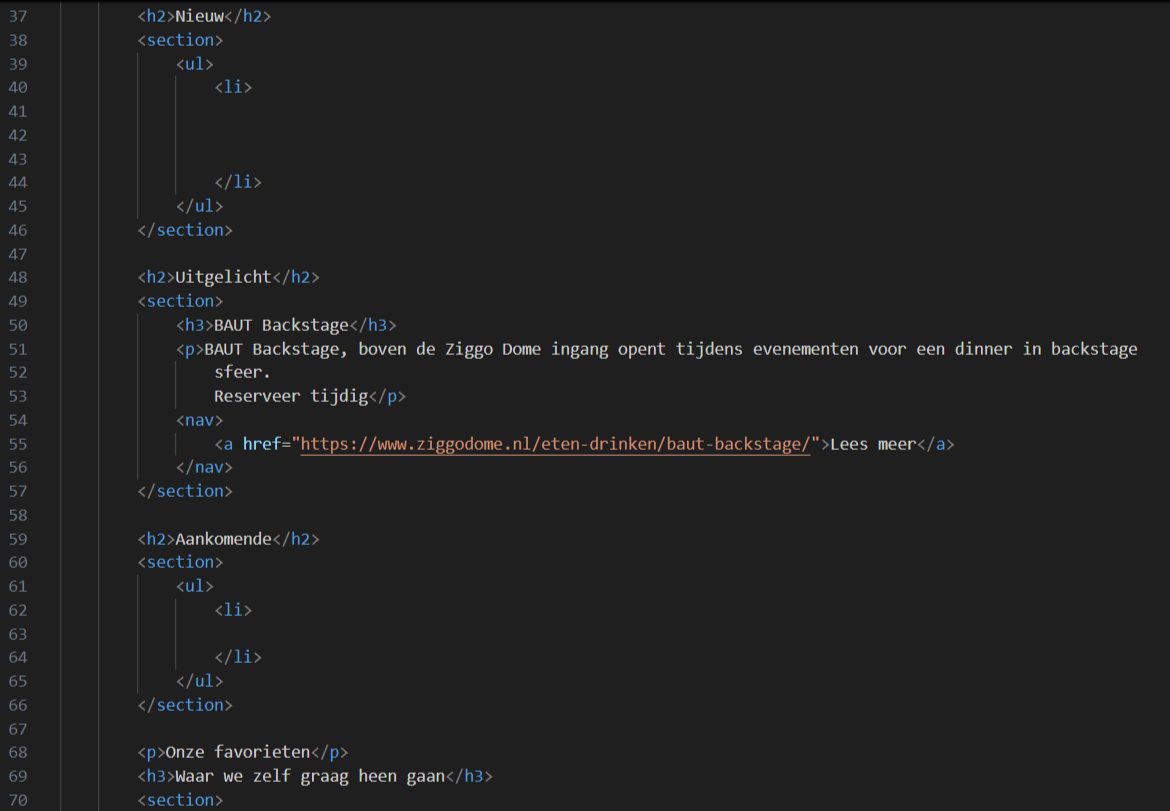 37 <h2>Nieuw</h2>
38 <section>
39 <ul>
40 <li>
41
42
43
44 </li>
45 </ul>
46 </section>
47
48 <h2>Uitgelicht</h2>
49 <section>
50 <h3>BAUT Backstage</h3>
51 <p>BAUT Backstage, boven de Ziggo Dome ingang opent tijdens evenementen voor een dinner in backstage
52 sfeer.
53 Reserveer tijdig</p>
54 <nav>
55 <a href="https://www.ziggodome.nl/eten-drinken/baut-backstage/">Lees meer</a>
56 </nav>
57 </section>
58
59 <h2>Aankomende</h2>
60 <section>
61 <ul>
62 <li>
63
64 </li>
65 </ul>
66 </section>
67
68 <p>Onze favorieten</p>
69 <h3>Waar we zelf graag heen gaan</h3>
70 <section>